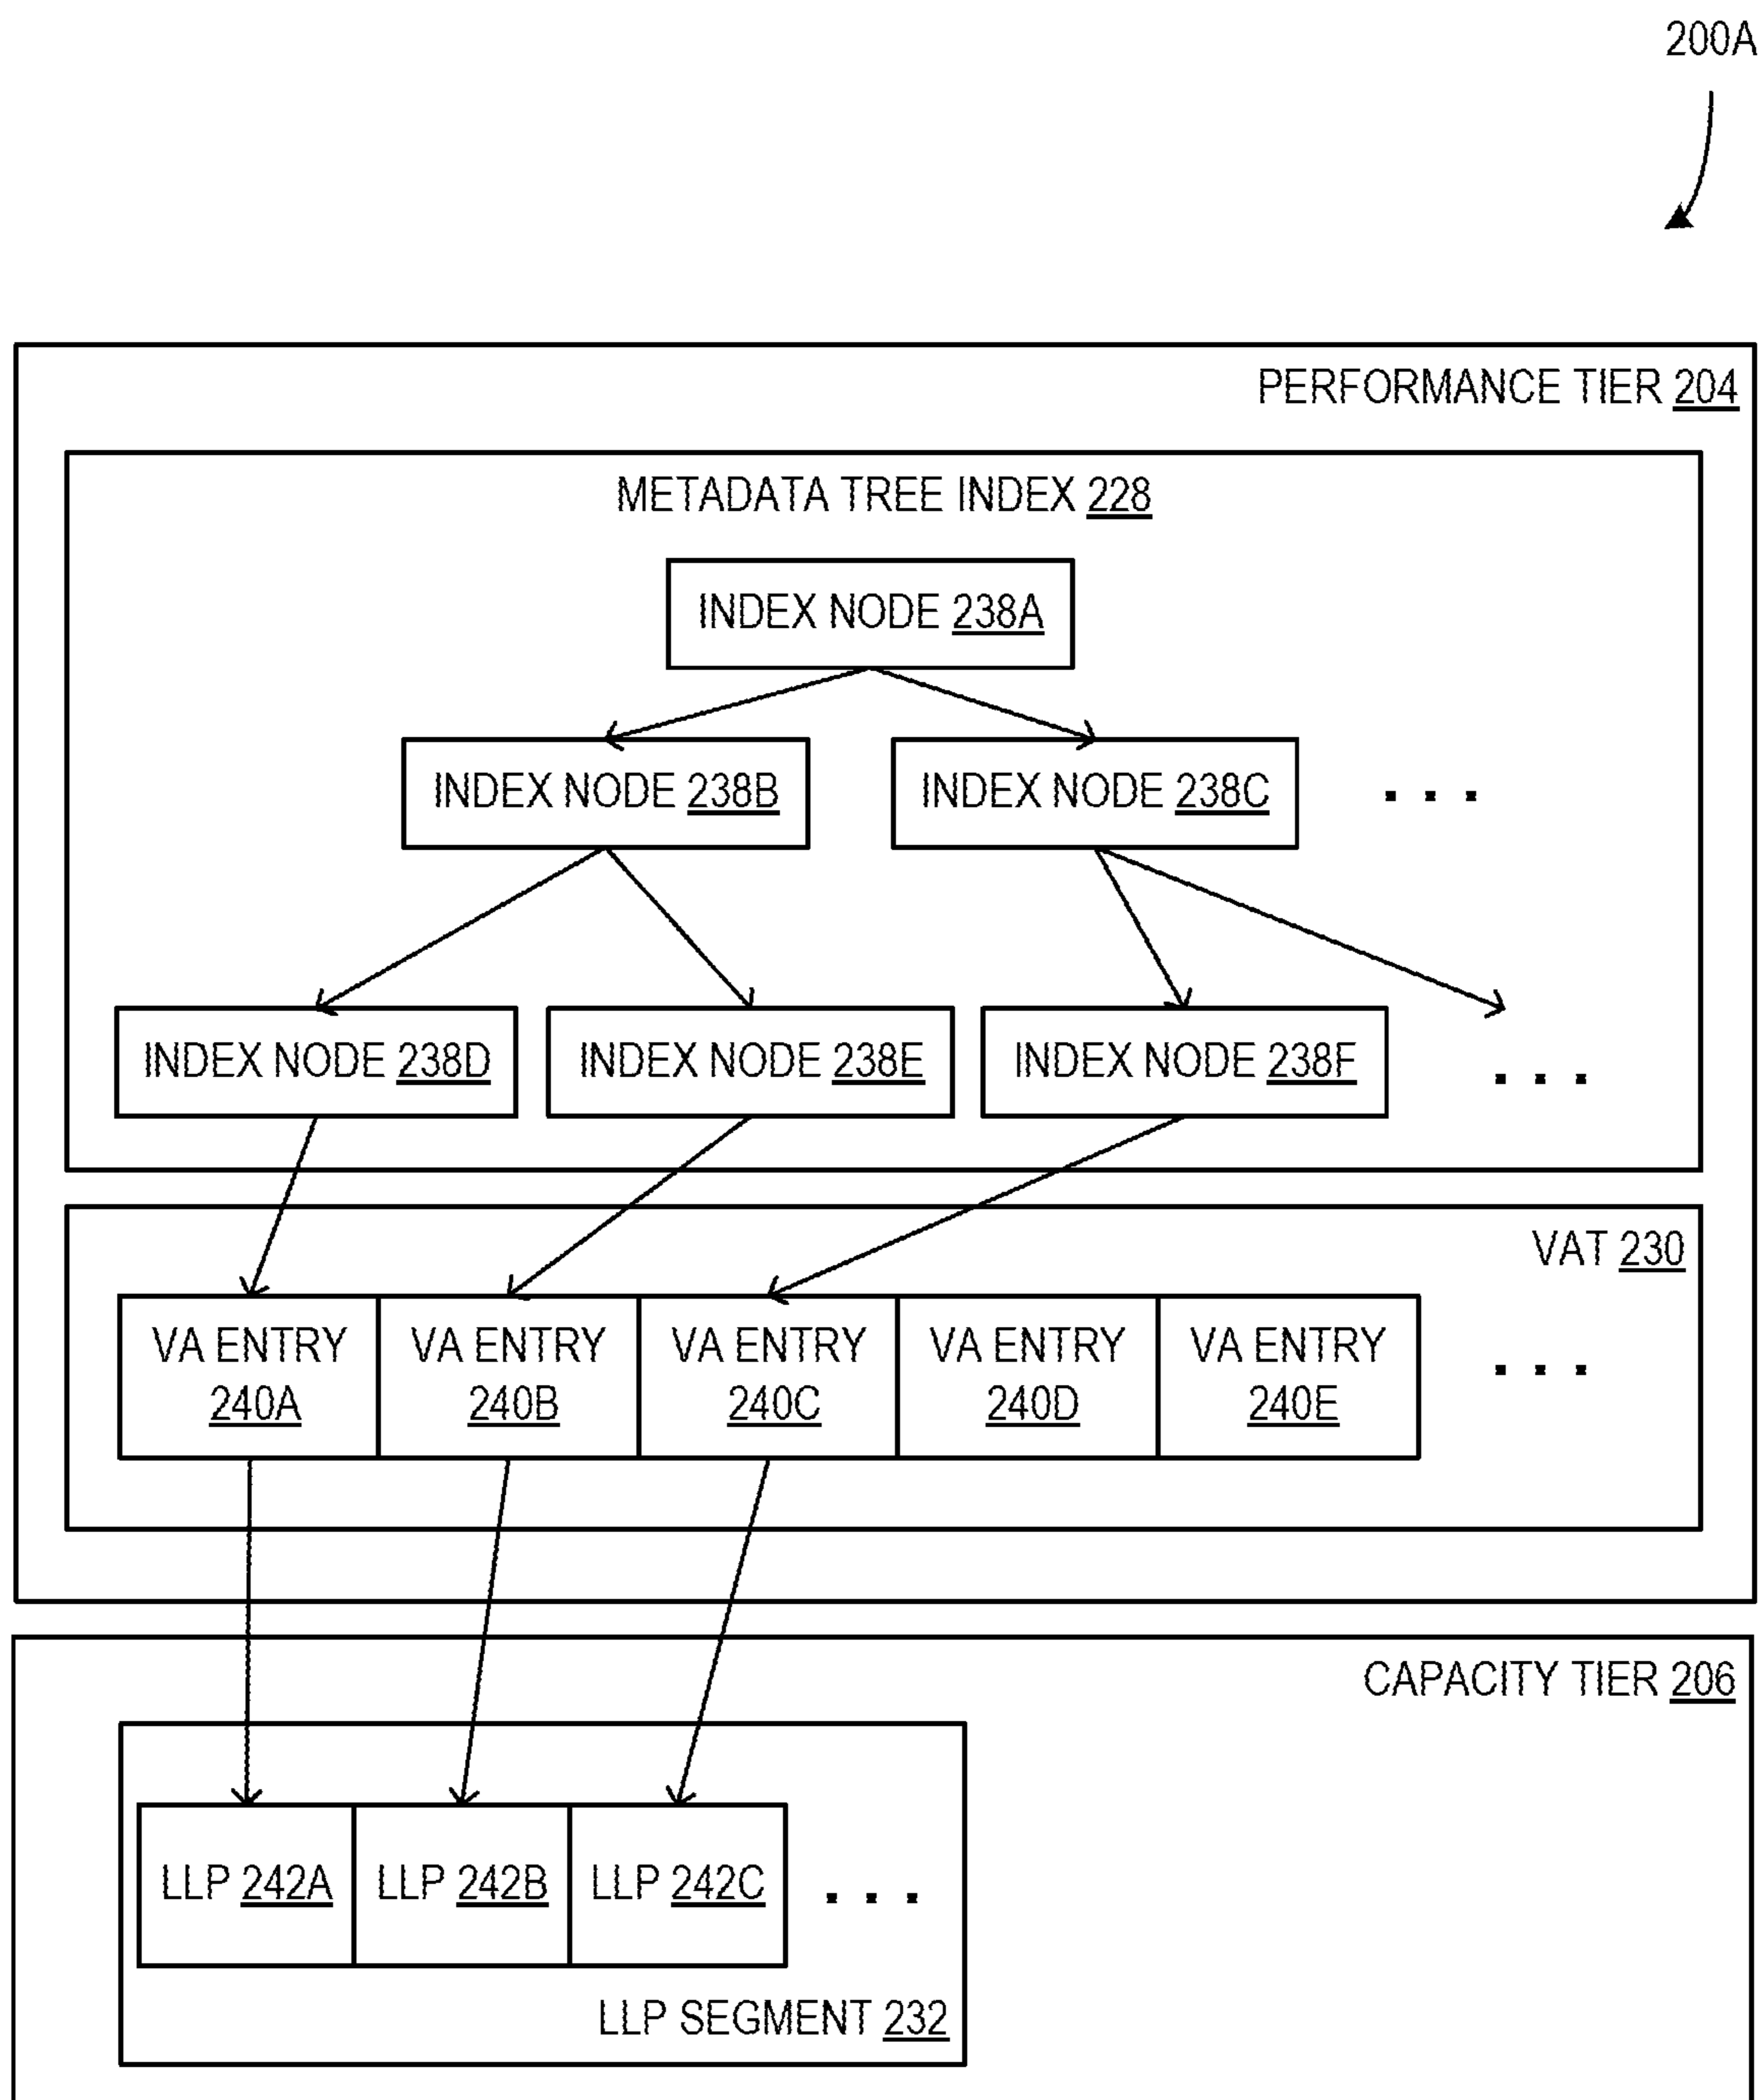 200A
PERFORMANCE TIER 204
METADATA TREE INDEX 228
INDEX NODE 238A
INDEX NODE 238B
INDEX NODE 238C
. . .
INDEX NODE 238D
INDEX NODE 238E
INDEX NODE 238F
. . .
VAT 230
VA ENTRY
240A
VA ENTRY
240B
VA ENTRY
240C
VA ENTRY
240D
VA ENTRY
240E
. . .
CAPACITY TIER 206
LLP 242A
LLP 242B
LLP 242C
. . .
LLP SEGMENT 232